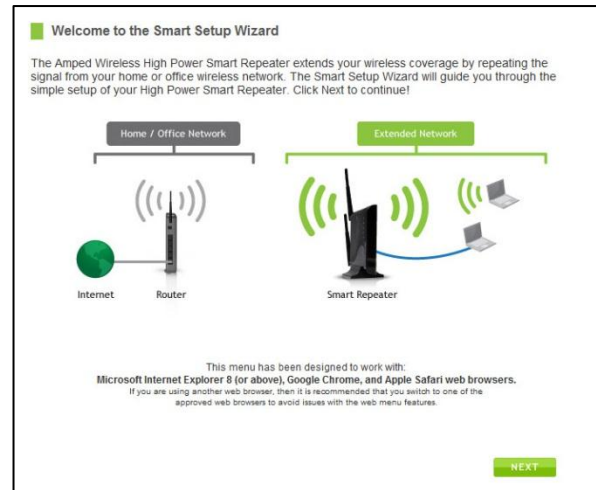 Welcome to the Smart Setup Wizard
The Amped Wireless High Power Smart Repeater extends your wireless coverage by repeating the
signal from your home or office wireless network. The Smart Setup Wizard will guide you through the
simple setup of your High Power Smart Repeater. Click Next to continue!
Home / Office Network
Extended Network
Internet
Router
Smart Repeater
This menu has been designed to work with:
Microsoft Internet Explorer 8 (or above), Google Chrome, and Apple Safari web browsers.
If you are using another web browser, then it is recommended that you switch to one of the
approved web browsers to avoid issues with the web menu features.
NEXT